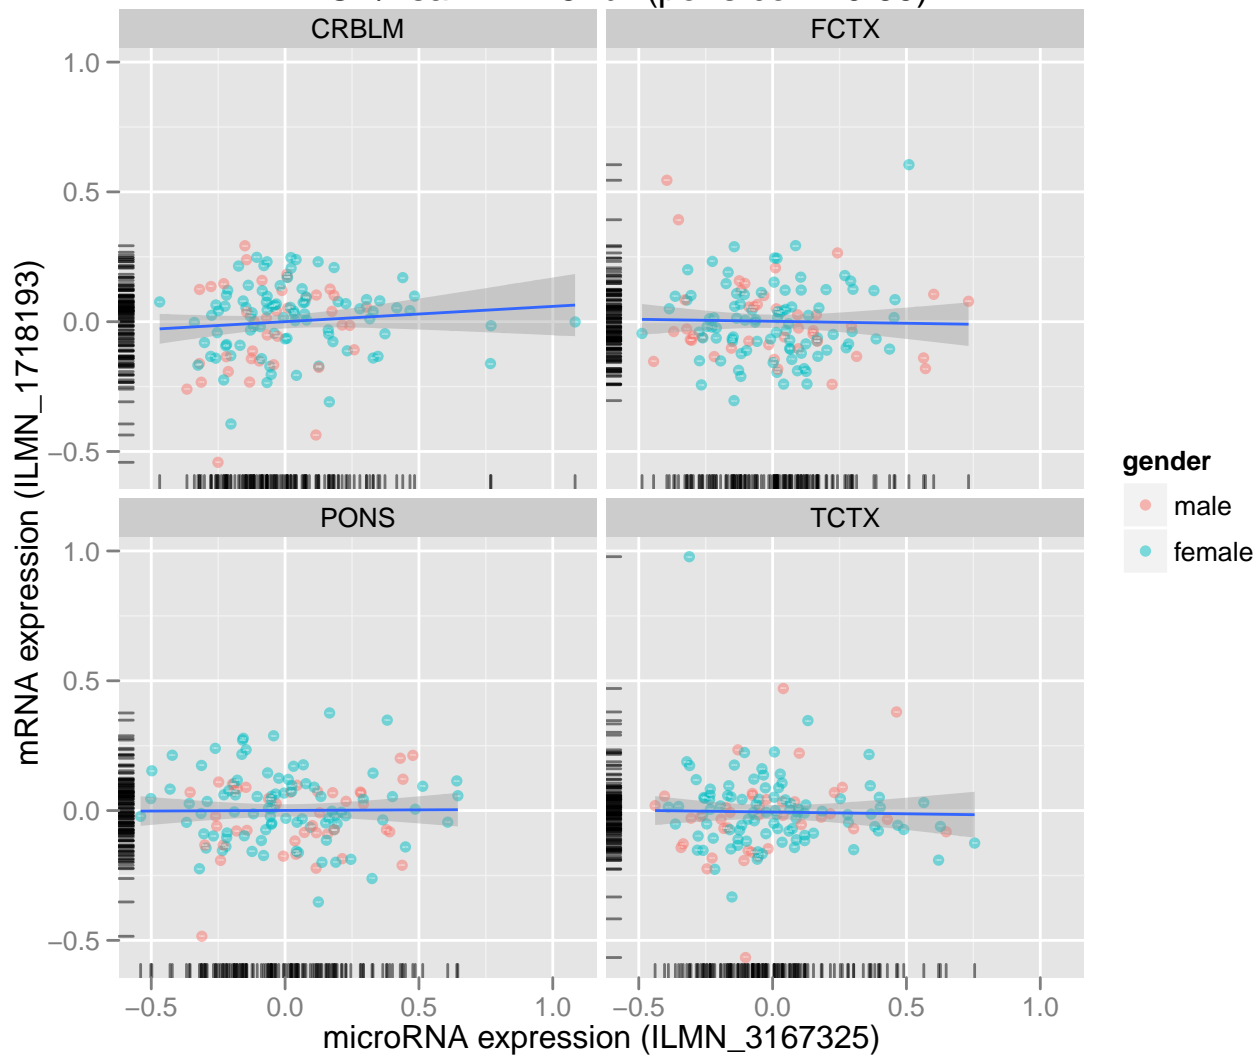 CRBLM FCTX
1.0
0.5
0.0
−0.5
PONS TCTX
1.0
0.5
0.0
−0.5
−0.5 0.0 0.5 1.0 −0.5 0.0 0.5 1.0
microRNA expression (ILMN_3167325)
mRNA expression (ILMN_1718193)
gender
male
female